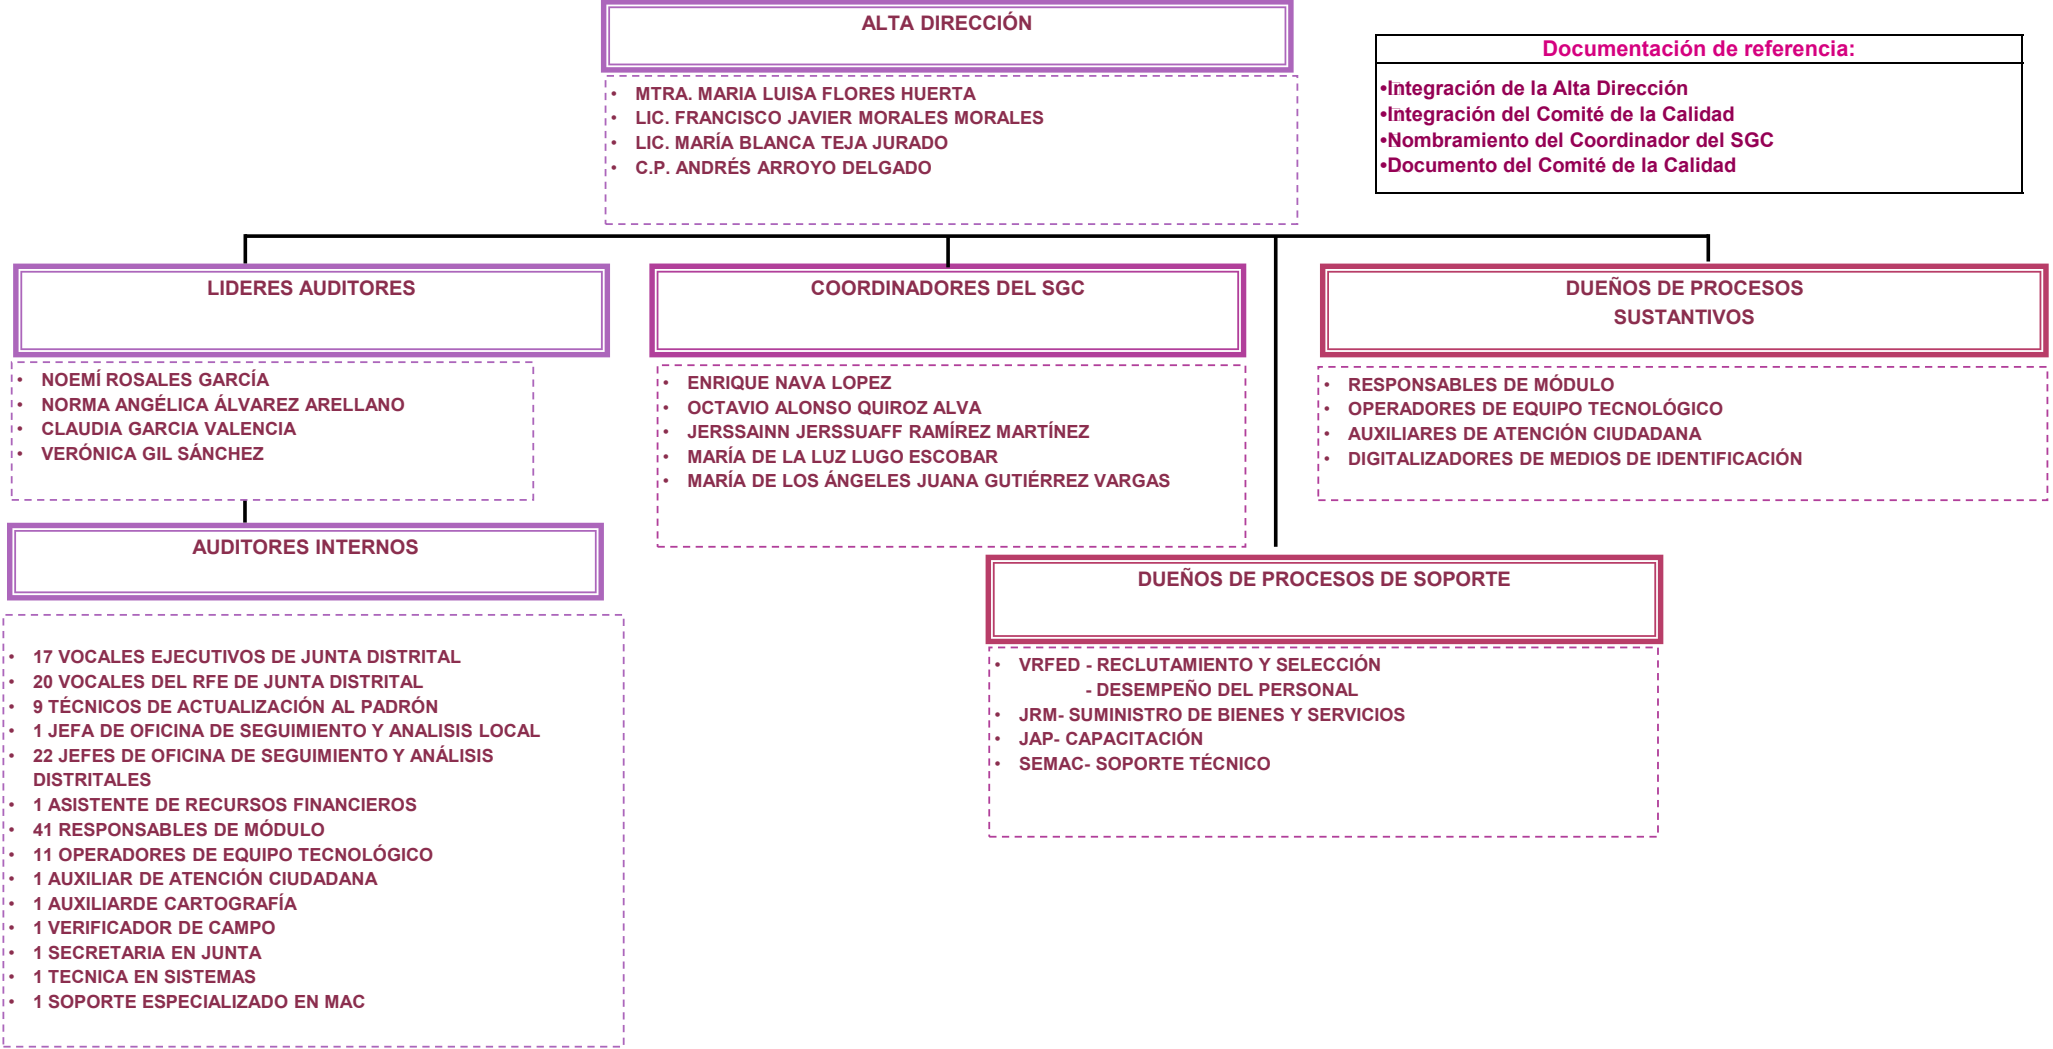 ALTA DIRECCIÓN
• MTRA. MARIA LUISA FLORES HUERTA
• LIC. FRANCISCO JAVIER MORALES MORALES
• LIC. MARÍA BLANCA TEJA JURADO
• C.P. ANDRÉS ARROYO DELGADO
Documentación de referencia:
•Integración de la Alta Dirección
•Integración del Comité de la Calidad
•Nombramiento del Coordinador del SGC
•Documento del Comité de la Calidad
LIDERES AUDITORES
• NOEMÍ ROSALES GARCÍA
• NORMA ANGÉLICA ÁLVAREZ ARELLANO
• CLAUDIA GARCIA VALENCIA
• VERÓNICA GIL SÁNCHEZ
COORDINADORES DEL SGC
• ENRIQUE NAVA LOPEZ
• OCTAVIO ALONSO QUIROZ ALVA
• JERSSAINN JERSSUAFF RAMÍREZ MARTÍNEZ
• MARÍA DE LA LUZ LUGO ESCOBAR
• MARÍA DE LOS ÁNGELES JUANA GUTIÉRREZ VARGAS
DUEÑOS DE PROCESOS
SUSTANTIVOS
• RESPONSABLES DE MÓDULO
• OPERADORES DE EQUIPO TECNOLÓGICO
• AUXILIARES DE ATENCIÓN CIUDADANA
• DIGITALIZADORES DE MEDIOS DE IDENTIFICACIÓN
AUDITORES INTERNOS
• 17 VOCALES EJECUTIVOS DE JUNTA DISTRITAL
• 20 VOCALES DEL RFE DE JUNTA DISTRITAL
• 9 TÉCNICOS DE ACTUALIZACIÓN AL PADRÓN
• 1 JEFA DE OFICINA DE SEGUIMIENTO Y ANALISIS LOCAL
• 22 JEFES DE OFICINA DE SEGUIMIENTO Y ANÁLISIS
DISTRITALES
• 1 ASISTENTE DE RECURSOS FINANCIEROS
• 41 RESPONSABLES DE MÓDULO
• 11 OPERADORES DE EQUIPO TECNOLÓGICO
• 1 AUXILIAR DE ATENCIÓN CIUDADANA
• 1 AUXILIARDE CARTOGRAFÍA
• 1 VERIFICADOR DE CAMPO
• 1 SECRETARIA EN JUNTA
• 1 TECNICA EN SISTEMAS
• 1 SOPORTE ESPECIALIZADO EN MAC
DUEÑOS DE PROCESOS DE SOPORTE
• VRFED - RECLUTAMIENTO Y SELECCIÓN
- DESEMPEÑO DEL PERSONAL
• JRM- SUMINISTRO DE BIENES Y SERVICIOS
• JAP- CAPACITACIÓN
• SEMAC- SOPORTE TÉCNICO